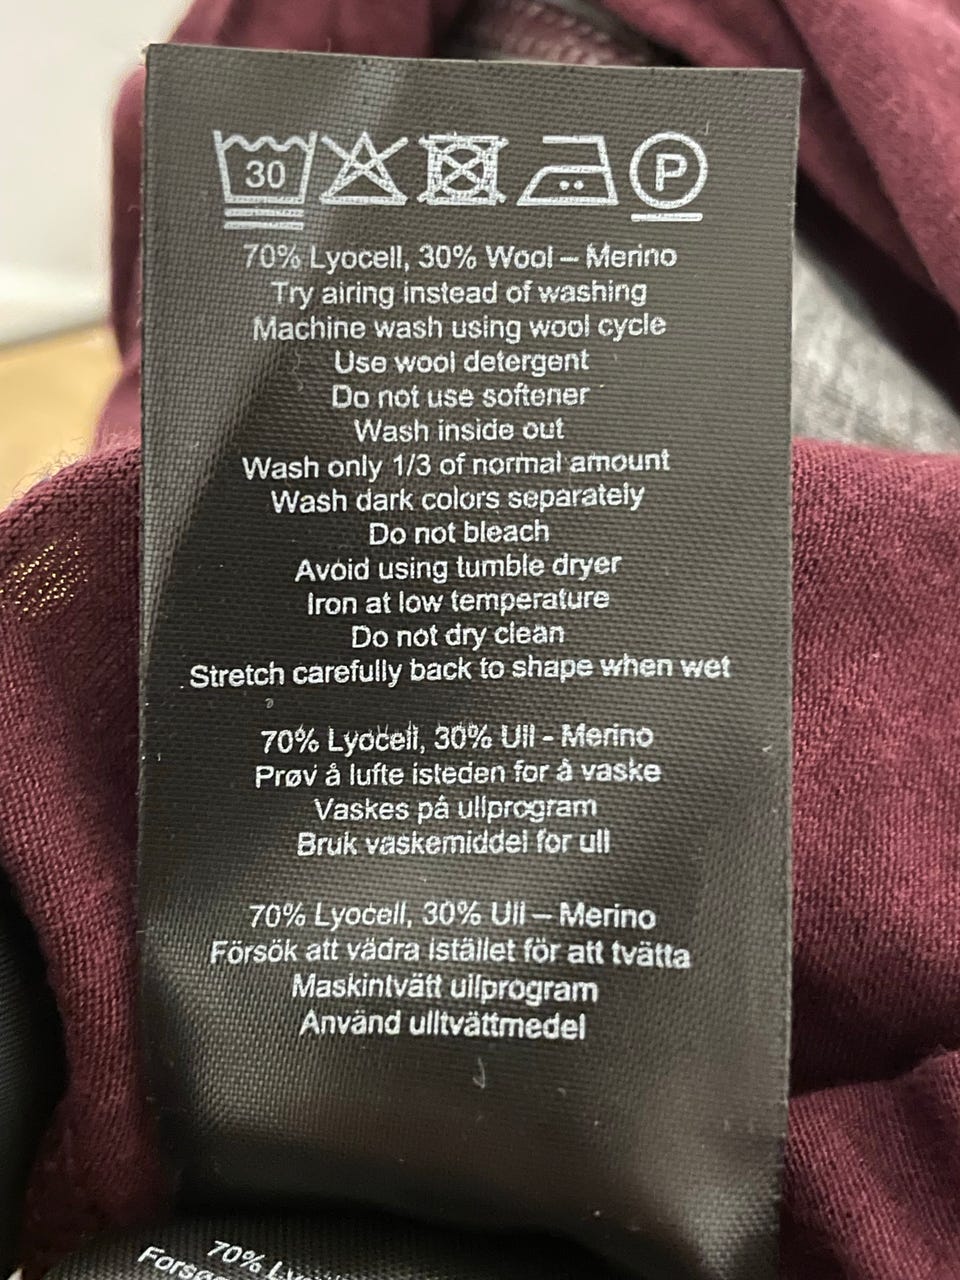 30 P
70% Lyocell, 30% Wool – Merino
Try airing instead of washing
Machine wash using wool cycle
Use wool detergent
Do not use softener
Wash inside out
Wash only 1/3 of normal amount
Wash dark colors separately
Do not bleach
Avoid using tumble dryer
Iron at low temperature
Do not dry clean
Stretch carefully back to shape when wet
70% Lyocell, 30% Ull - Merino
Prøv å lufte isteden for å vaske
Vaskes på ullprogram
Bruk vaskemiddel for ull
70% Lyocell, 30% Ull – Merino
Försök att vädra istället för att tvätta
Maskintvätt ullprogram
Använd ulltvättmedel
70%